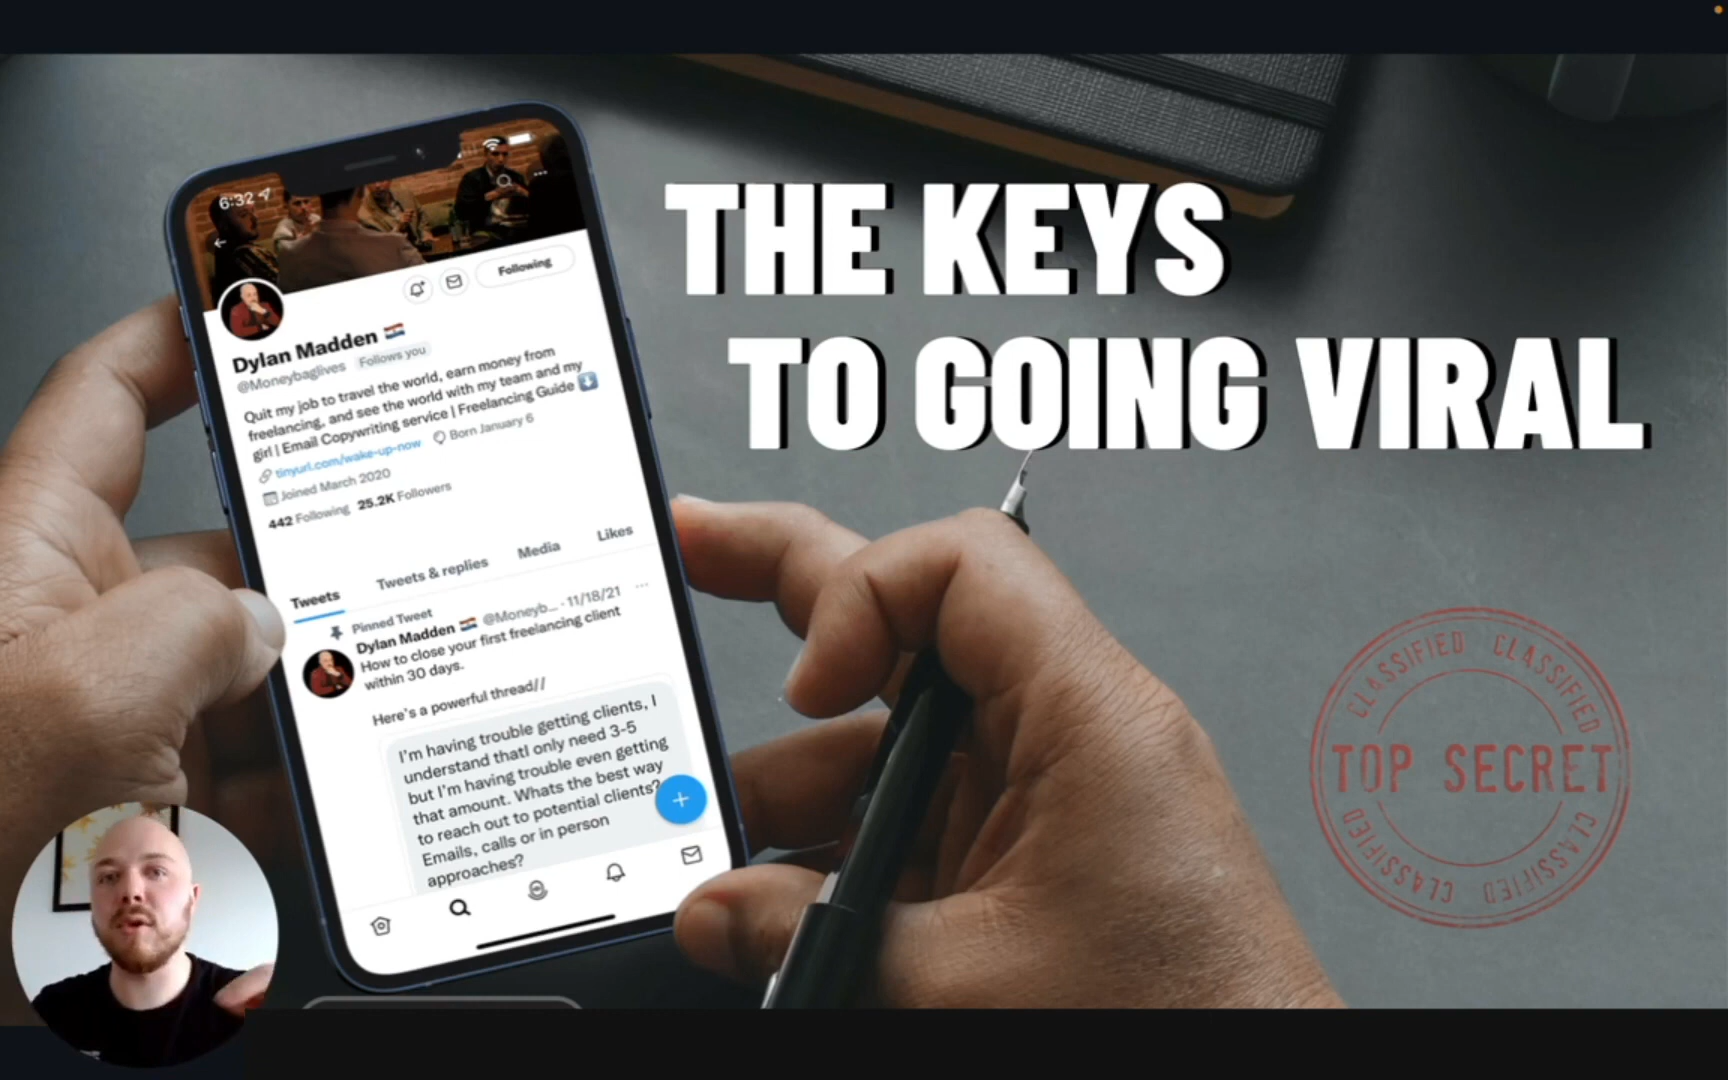 THE KEYS
TO GOING VIRAL
6:32
Following
Dylan Madden
@Moneybaglives Follows you
Quit my job to travel the world, earn money from
freelancing, and see the world with my team and my
girl | Email Copywriting service | Freelancing Guide
tinyurl.com/wake-up-now Born January 6
Joined March 2020
442 Following 25.2K Followers
Tweets Tweets & replies Media Likes
Pinned Tweet
Dylan Madden @Moneyb... · 11/18/21
How to close your first freelancing client
within 30 days.
Here's a powerful thread//
I'm having trouble getting clients, I
understand thatI only need 3-5
but I'm having trouble even getting
that amount. Whats the best way
to reach out to potential clients?
Emails, calls or in person
approaches?
CLASSIFIED CLASSIFIED
TOP SECRET
CLASSIFIED CLASSIFIED CLASSIFIED